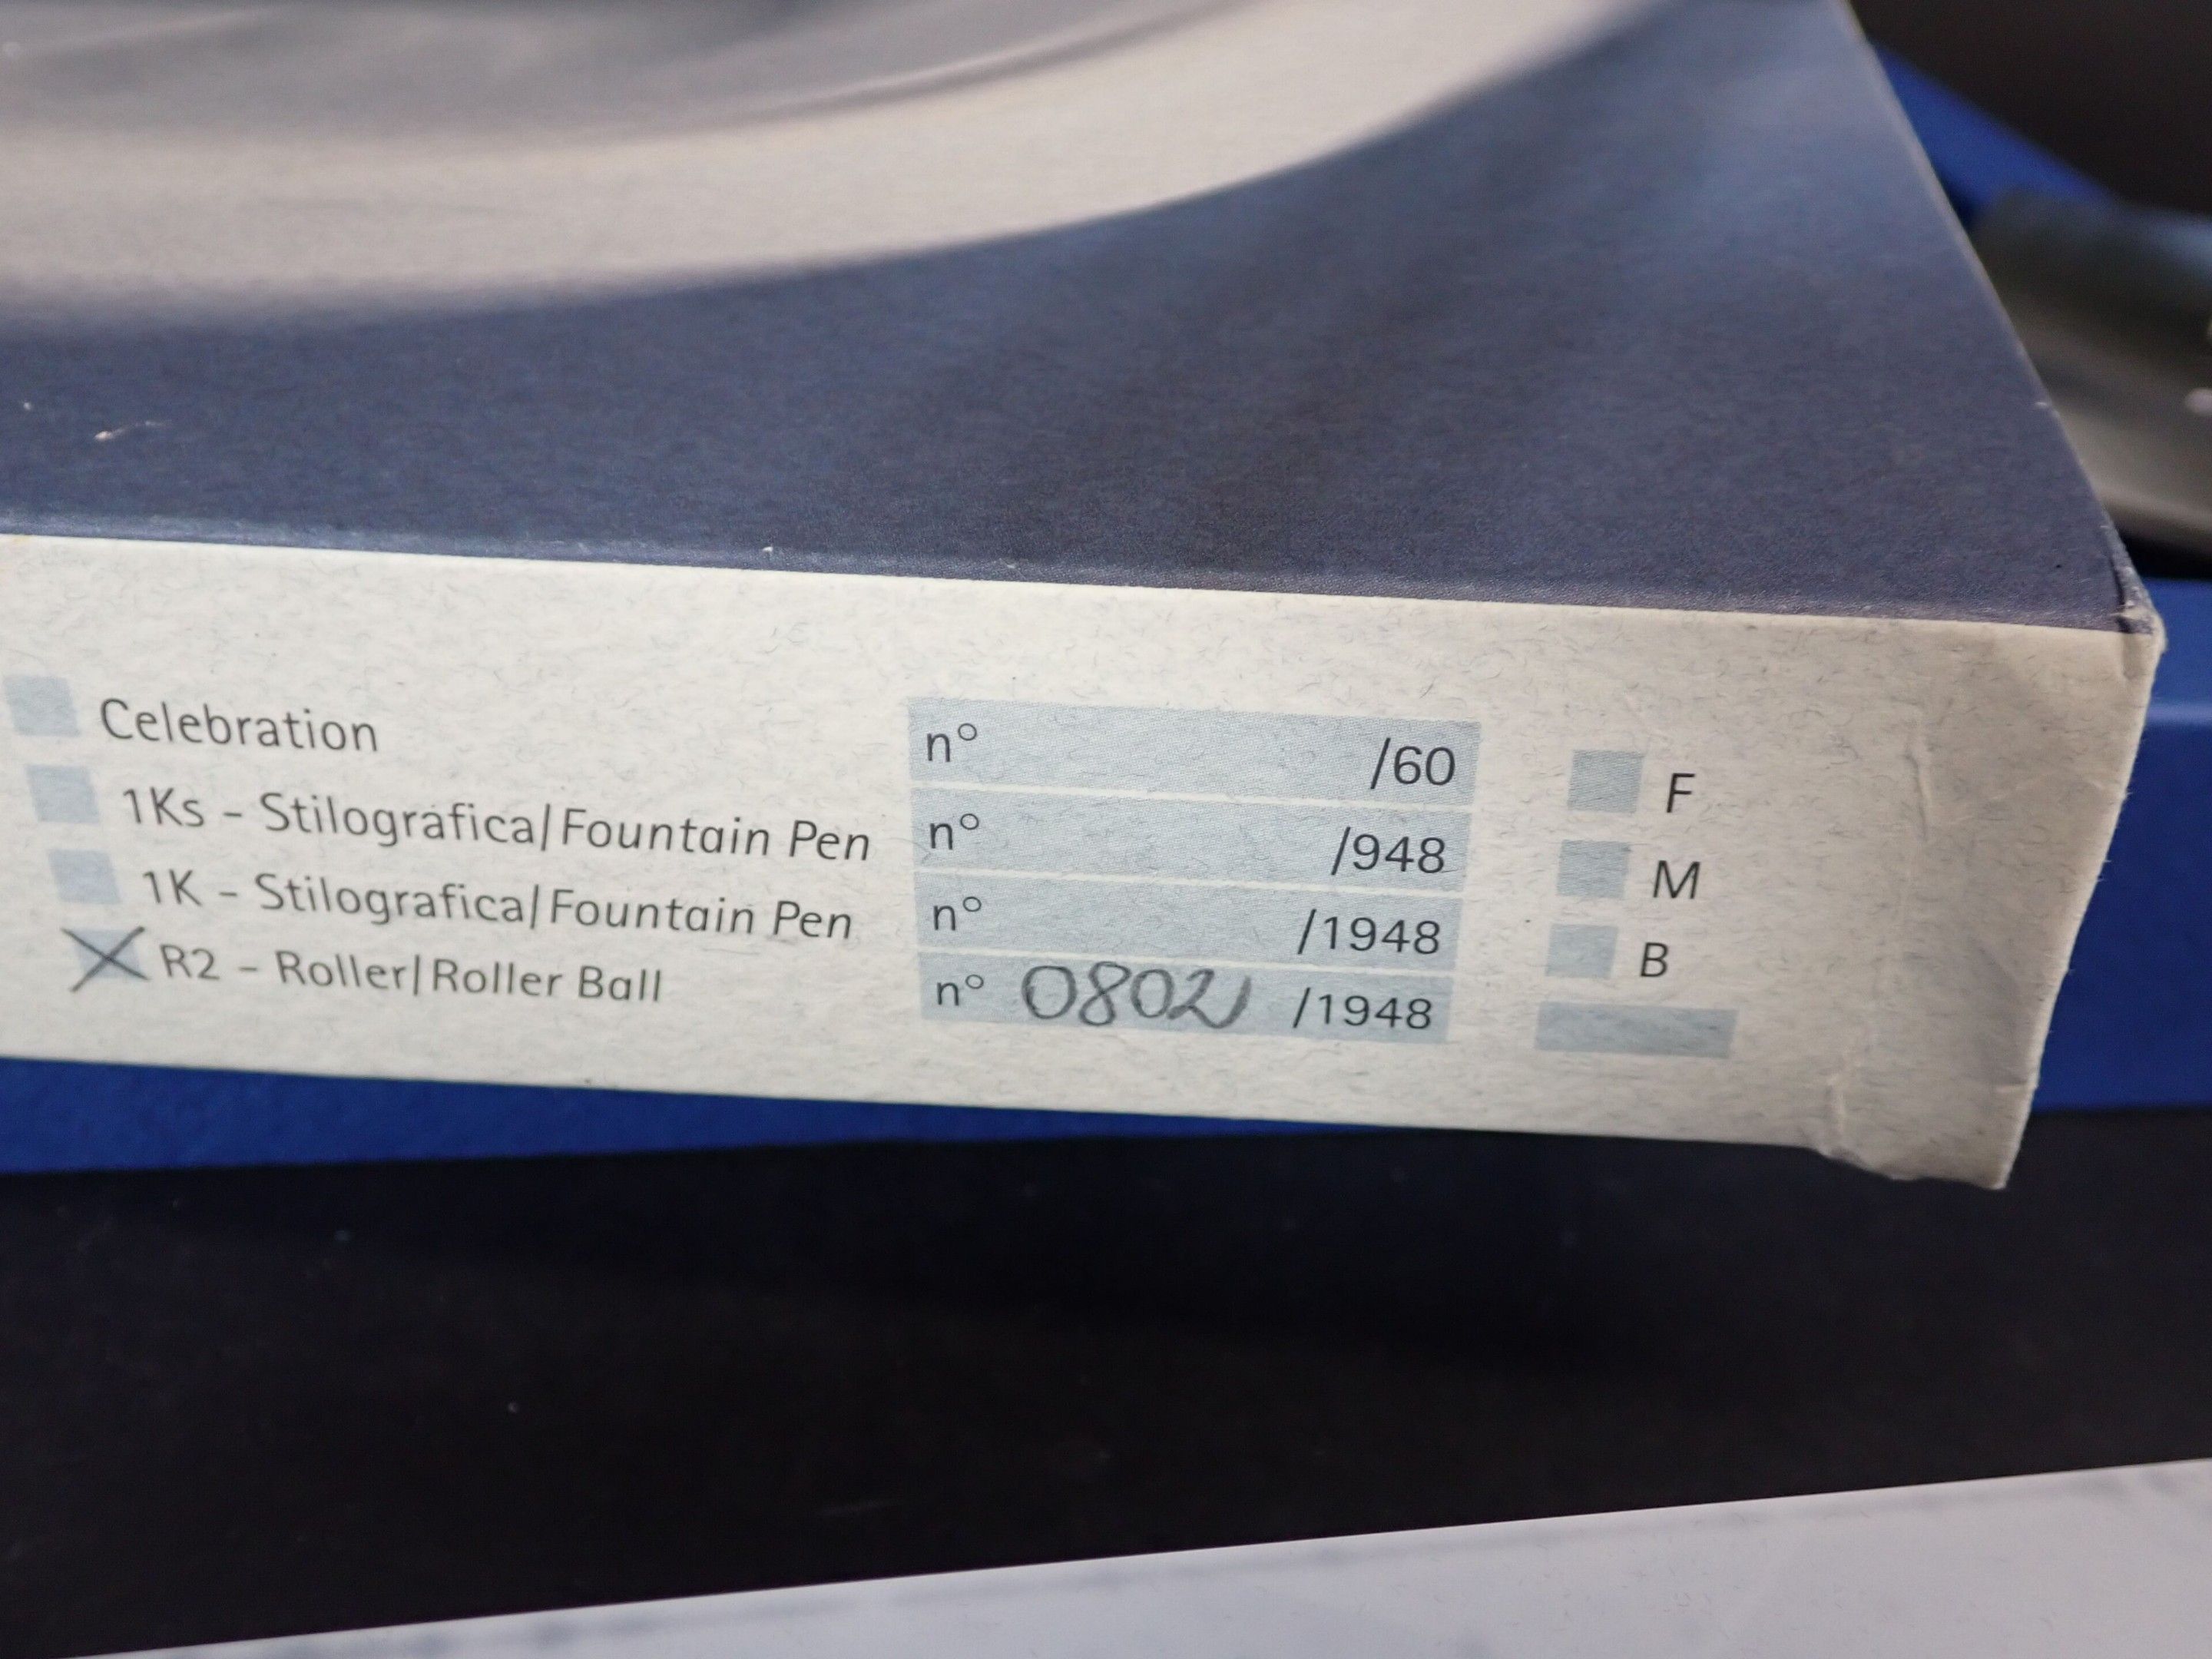 Celebration n° /60 F
1Ks - Stilografica/Fountain Pen n° /948 M
1K - Stilografica/Fountain Pen n° /1948 B
R2 - Roller/Roller Ball n° 0802 /1948